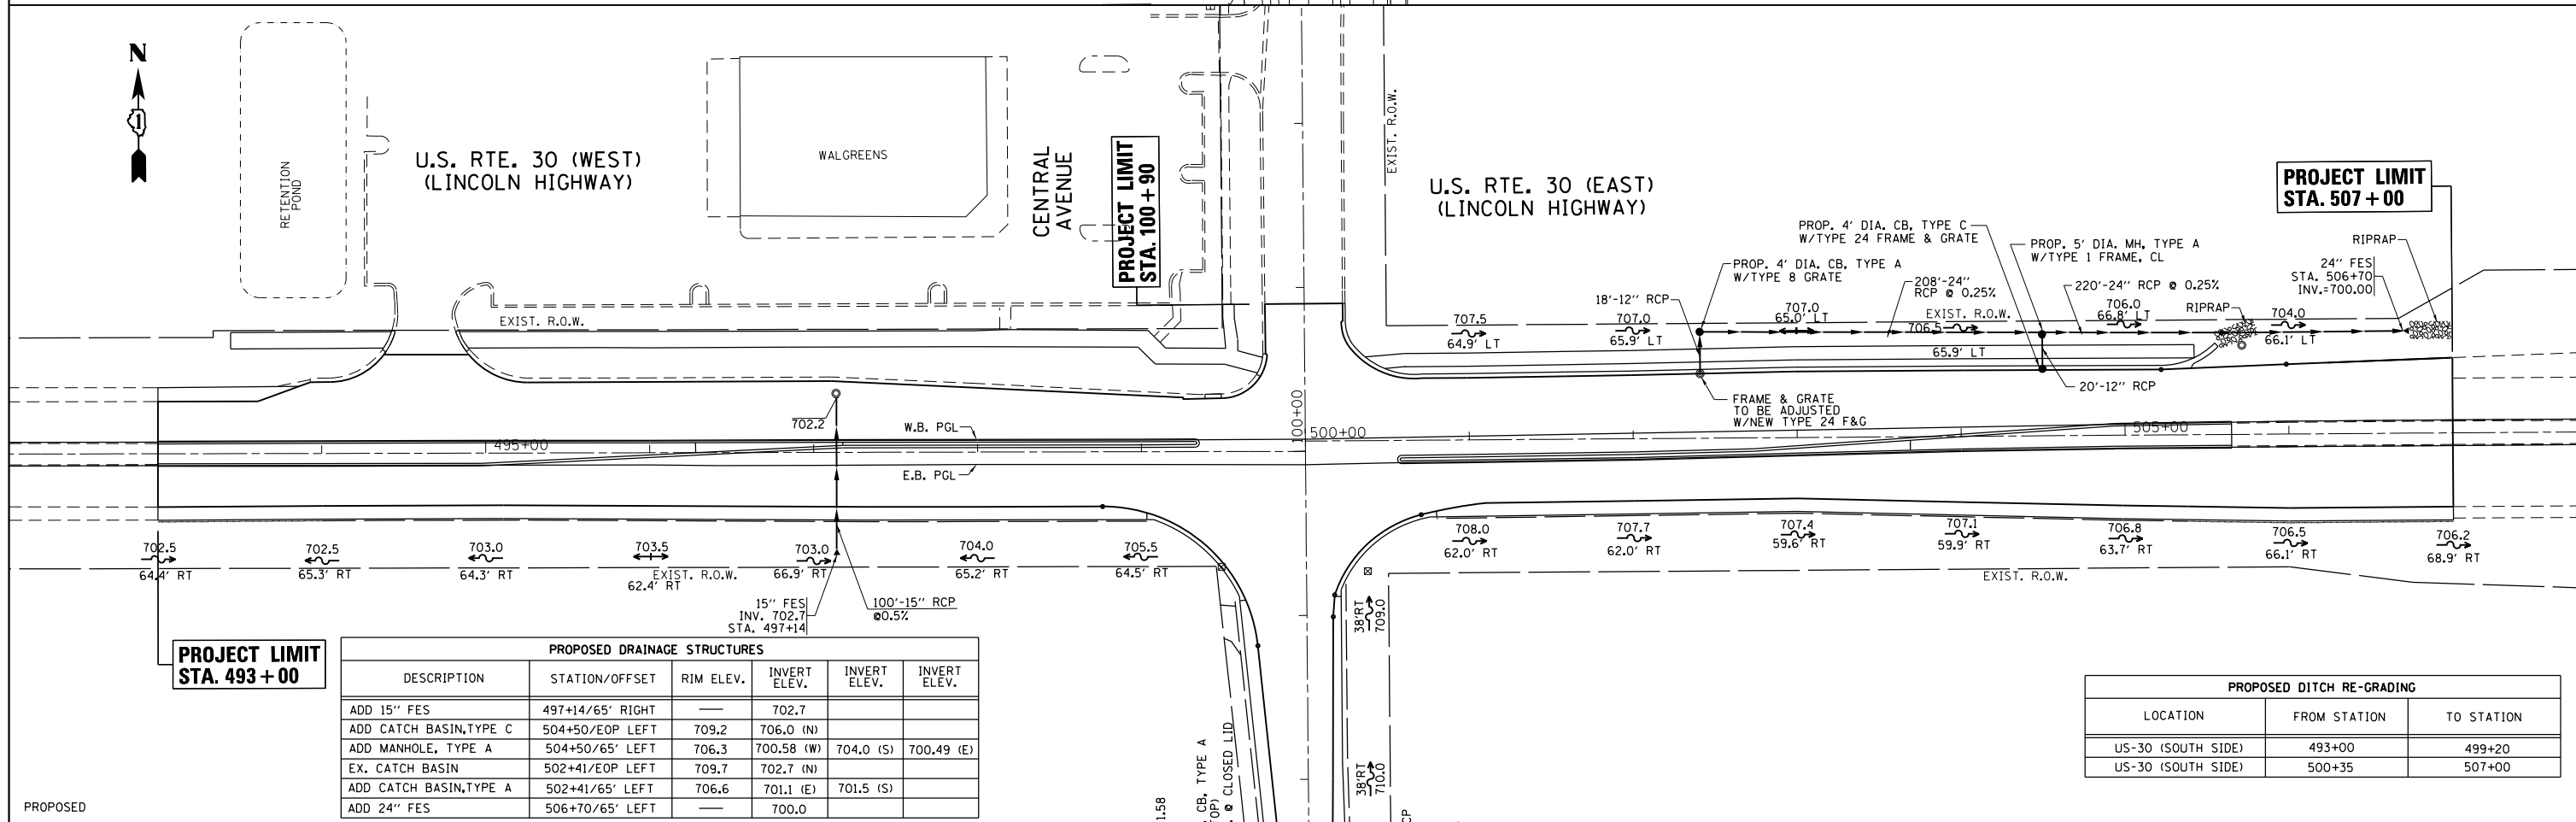 N
1
RETENTION
POND
U.S. RTE. 30 (WEST)
(LINCOLN HIGHWAY)
WALGREENS
CENTRAL
AVENUE
PROJECT LIMIT
STA. 100+90
EXIST. R.O.W.
U.S. RTE. 30 (EAST)
(LINCOLN HIGHWAY)
PROJECT LIMIT
STA. 507+00
PROP. 4' DIA. CB, TYPE C
W/TYPE 24 FRAME & GRATE
PROP. 5' DIA. MH, TYPE A
W/TYPE 1 FRAME, CL
RIPRAP
PROP. 4' DIA. CB, TYPE A
W/TYPE 8 GRATE
24" FES
STA. 506+70
INV.=700.00
208'-24"
RCP @ 0.25%
220'-24" RCP @ 0.25%
18'-12" RCP
EXIST. R.O.W.
707.5
64.9' LT
707.0
65.9' LT
707.0
65.0' LT
EXIST. R.O.W.
706.5
65.9' LT
706.0
66.8' LT
RIPRAP
704.0
66.1' LT
20'-12" RCP
FRAME & GRATE
TO BE ADJUSTED
W/NEW TYPE 24 F&G
702.2
W.B. PGL
E.B. PGL
495+00
100+00
500+00
505+00
702.5
64.4' RT
702.5
65.3' RT
703.0
64.3' RT
703.5
62.4' RT
EXIST. R.O.W.
703.0
66.9' RT
704.0
65.2' RT
705.5
64.5' RT
708.0
62.0' RT
707.7
62.0' RT
707.4
59.6' RT
707.1
59.9' RT
706.8
63.7' RT
706.5
66.1' RT
706.2
68.9' RT
EXIST. R.O.W.
15" FES
INV. 702.7
STA. 497+14
100'-15" RCP
@0.5%
38'RT
709.0
38'RT
710.0
PROJECT LIMIT
STA. 493+00
PROPOSED DRAINAGE STRUCTURES
DESCRIPTION STATION/OFFSET RIM ELEV. INVERT ELEV. INVERT ELEV. INVERT ELEV.
ADD 15" FES 497+14/65' RIGHT — 702.7
ADD CATCH BASIN,TYPE C 504+50/EOP LEFT 709.2 706.0 (N)
ADD MANHOLE, TYPE A 504+50/65' LEFT 706.3 700.58 (W) 704.0 (S) 700.49 (E)
EX. CATCH BASIN 502+41/EOP LEFT 709.7 702.7 (N)
ADD CATCH BASIN,TYPE A 502+41/65' LEFT 706.6 701.1 (E) 701.5 (S)
ADD 24" FES 506+70/65' LEFT — 700.0
PROPOSED DITCH RE-GRADING
LOCATION FROM STATION TO STATION
US-30 (SOUTH SIDE) 493+00 499+20
US-30 (SOUTH SIDE) 500+35 507+00
PROPOSED
1.58
CB, TYPE A
TOP)
@ CLOSED LID
CP